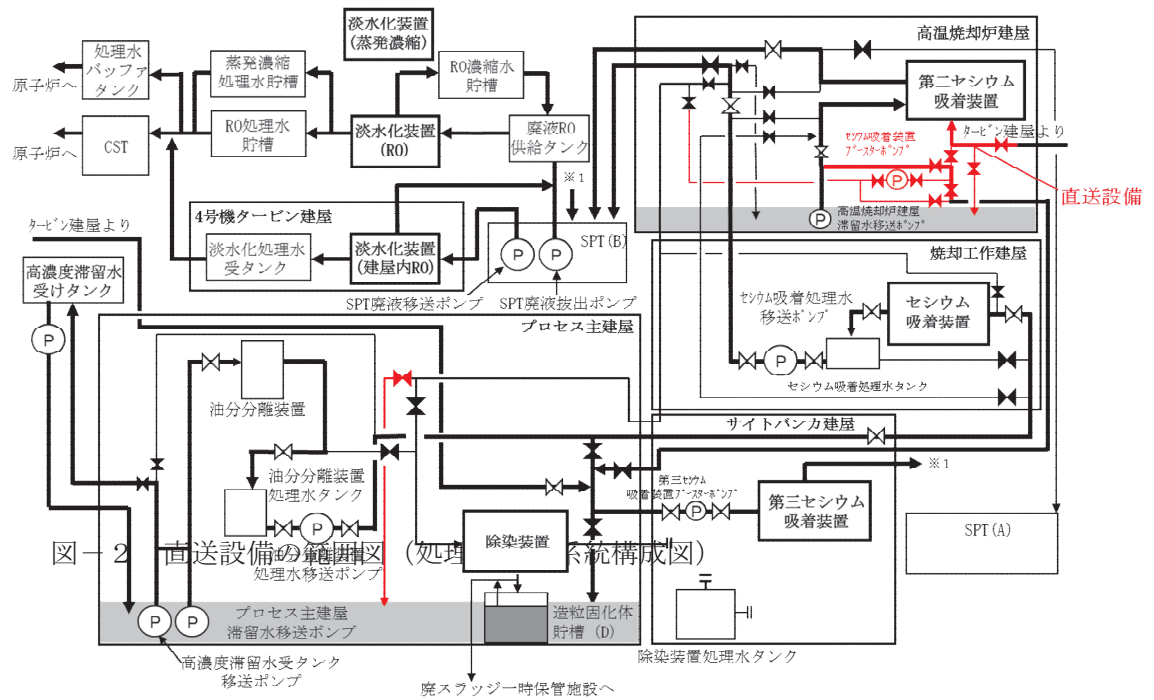 淡水化装置
(蒸発濃縮)
高温焼却炉建屋
処理水
バッファ
タンク
蒸発濃縮
処理水貯槽
RO濃縮水
貯槽
原子炉へ
第二セシウム
吸着装置
CST
RO処理水
貯槽
淡水化装置
(RO)
廃液RO
供給タンク
原子炉へ
ﾀｰﾋﾞﾝ建屋より
ｾｼｳﾑ吸着装置
ﾌﾞｰｽﾀｰﾎﾟﾝﾌﾟ
P
直送設備
※1
4号機タービン建屋
高温焼却炉建屋
滞留水移送ﾎﾟﾝﾌﾟ
P
ﾀｰﾋﾞﾝ建屋より
淡水化処理水
受タンク
淡水化装置
(建屋内RO)
P
P
SPT(B)
焼却工作建屋
高濃度滞留水
受けタンク
SPT廃液移送ポンプ
SPT廃液抜出ポンプ
ｾｼｳﾑ吸着処理水
移送ﾎﾟﾝﾌﾟ
セシウム
吸着装置
P
プロセス主建屋
P
ｾｼｳﾑ吸着処理水タンク
油分分離装置
サイトバンカ建屋
※1
油分分離装置
処理水タンク
第三ｾｼｳﾑ
吸着装置ﾌﾞｰｽﾀｰﾎﾟﾝﾌﾟ
第三セシウム
吸着装置
P
P
除染装置
SPT(A)
図－2 直送設備の範囲図（処理 系統構成図）
油分分離装置
処理水移送ポンプ
プロセス主建屋
滞留水移送ポンプ
P
P
造粒固化体
貯槽(D)
除染装置処理水タンク
高濃度滞留水受タンク
移送ポンプ
廃スラッジ一時保管施設へ